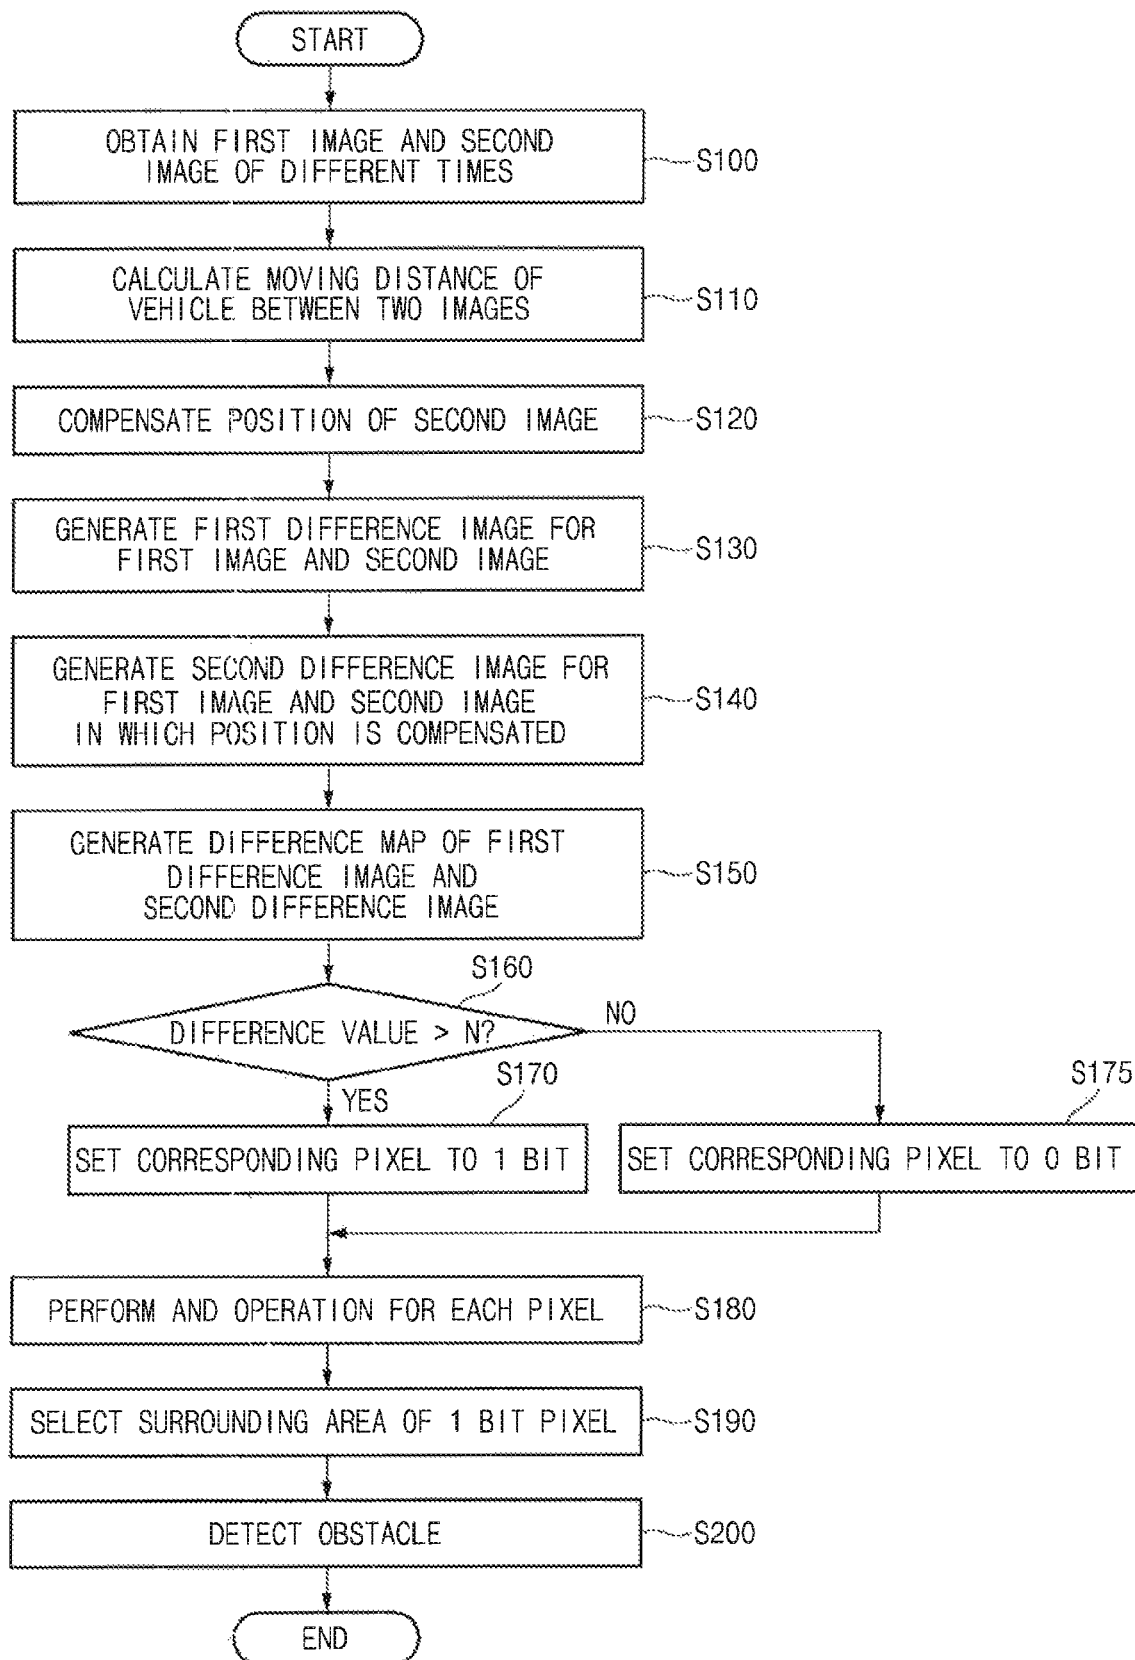 START
OBTAIN FIRST IMAGE AND SECOND
IMAGE OF DIFFERENT TIMES
S100
CALCULATE MOVING DISTANCE OF
VEHICLE BETWEEN TWO IMAGES
S110
COMPENSATE POSITION OF SECOND IMAGE
S120
GENERATE FIRST DIFFERENCE IMAGE FOR
FIRST IMAGE AND SECOND IMAGE
S130
GENERATE SECOND DIFFERENCE IMAGE FOR
FIRST IMAGE AND SECOND IMAGE
IN WHICH POSITION IS COMPENSATED
S140
GENERATE DIFFERENCE MAP OF FIRST
DIFFERENCE IMAGE AND
SECOND DIFFERENCE IMAGE
S150
S160
DIFFERENCE VALUE > N?
NO
YES
S170
SET CORRESPONDING PIXEL TO 1 BIT
S175
SET CORRESPONDING PIXEL TO 0 BIT
PERFORM AND OPERATION FOR EACH PIXEL
S180
SELECT SURROUNDING AREA OF 1 BIT PIXEL
S190
DETECT OBSTACLE
S200
END